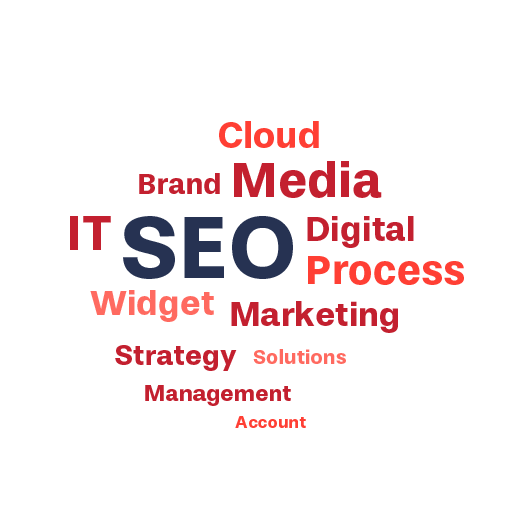 Cloud
Brand Media
IT SEO Digital
Process
Widget Marketing
Strategy Solutions
Management
Account